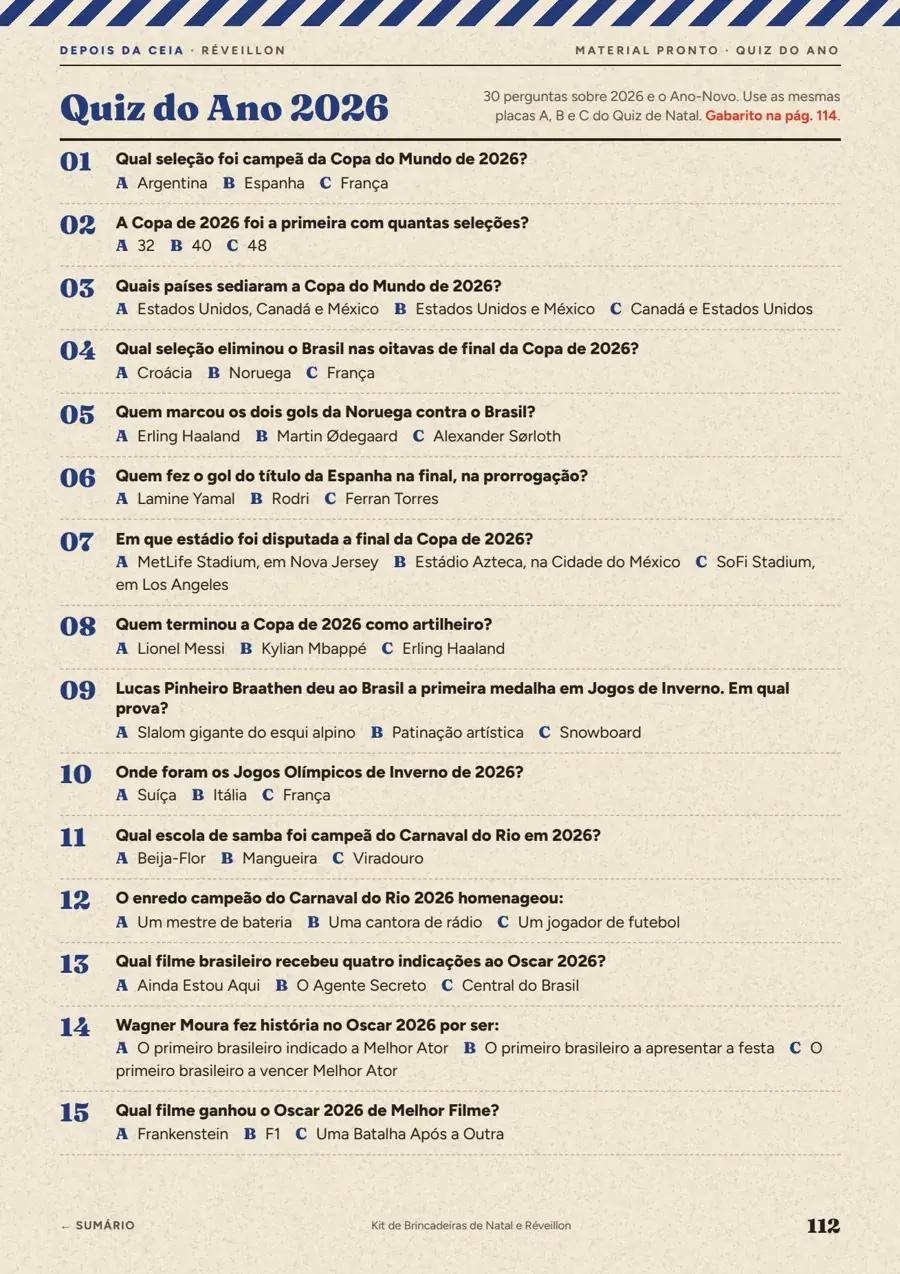 DEPOIS DA CEIA · RÉVEILLON
MATERIAL PRONTO · QUIZ DO ANO
Quiz do Ano 2026
30 perguntas sobre 2026 e o Ano-Novo. Use as mesmas
placas A, B e C do Quiz de Natal. Gabarito na pág. 114.
01 Qual seleção foi campeã da Copa do Mundo de 2026?
A Argentina B Espanha C França
02 A Copa de 2026 foi a primeira com quantas seleções?
A 32 B 40 C 48
03 Quais países sediaram a Copa do Mundo de 2026?
A Estados Unidos, Canadá e México B Estados Unidos e México C Canadá e Estados Unidos
04 Qual seleção eliminou o Brasil nas oitavas de final da Copa de 2026?
A Croácia B Noruega C França
05 Quem marcou os dois gols da Noruega contra o Brasil?
A Erling Haaland B Martin Ødegaard C Alexander Sørloth
06 Quem fez o gol do título da Espanha na final, na prorrogação?
A Lamine Yamal B Rodri C Ferran Torres
07 Em que estádio foi disputada a final da Copa de 2026?
A MetLife Stadium, em Nova Jersey B Estádio Azteca, na Cidade do México C SoFi Stadium,
em Los Angeles
08 Quem terminou a Copa de 2026 como artilheiro?
A Lionel Messi B Kylian Mbappé C Erling Haaland
09 Lucas Pinheiro Braathen deu ao Brasil a primeira medalha em Jogos de Inverno. Em qual
prova?
A Slalom gigante do esqui alpino B Patinação artística C Snowboard
10 Onde foram os Jogos Olímpicos de Inverno de 2026?
A Suíça B Itália C França
11 Qual escola de samba foi campeã do Carnaval do Rio em 2026?
A Beija-Flor B Mangueira C Viradouro
12 O enredo campeão do Carnaval do Rio 2026 homenageou:
A Um mestre de bateria B Uma cantora de rádio C Um jogador de futebol
13 Qual filme brasileiro recebeu quatro indicações ao Oscar 2026?
A Ainda Estou Aqui B O Agente Secreto C Central do Brasil
14 Wagner Moura fez história no Oscar 2026 por ser:
A O primeiro brasileiro indicado a Melhor Ator B O primeiro brasileiro a apresentar a festa C O
primeiro brasileiro a vencer Melhor Ator
15 Qual filme ganhou o Oscar 2026 de Melhor Filme?
A Frankenstein B F1 C Uma Batalha Após a Outra
← SUMÁRIO
Kit de Brincadeiras de Natal e Réveillon
112